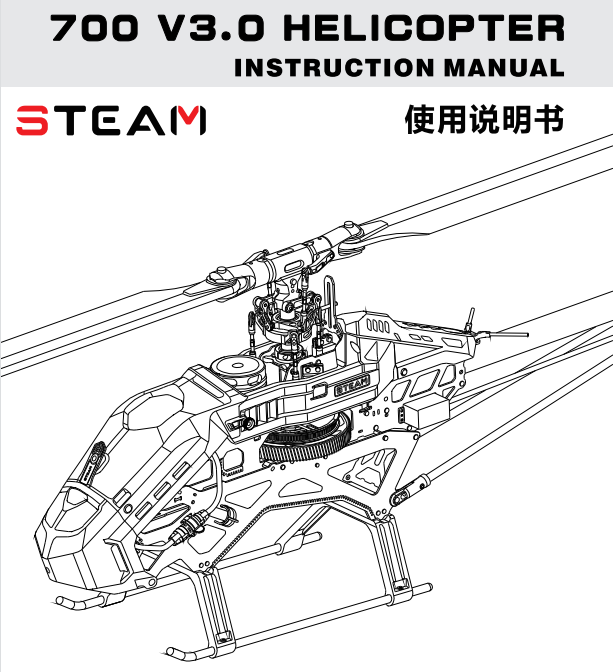 700 V3.0 HELICOPTER
INSTRUCTION MANUAL
STEAM
使用说明书
STEAM